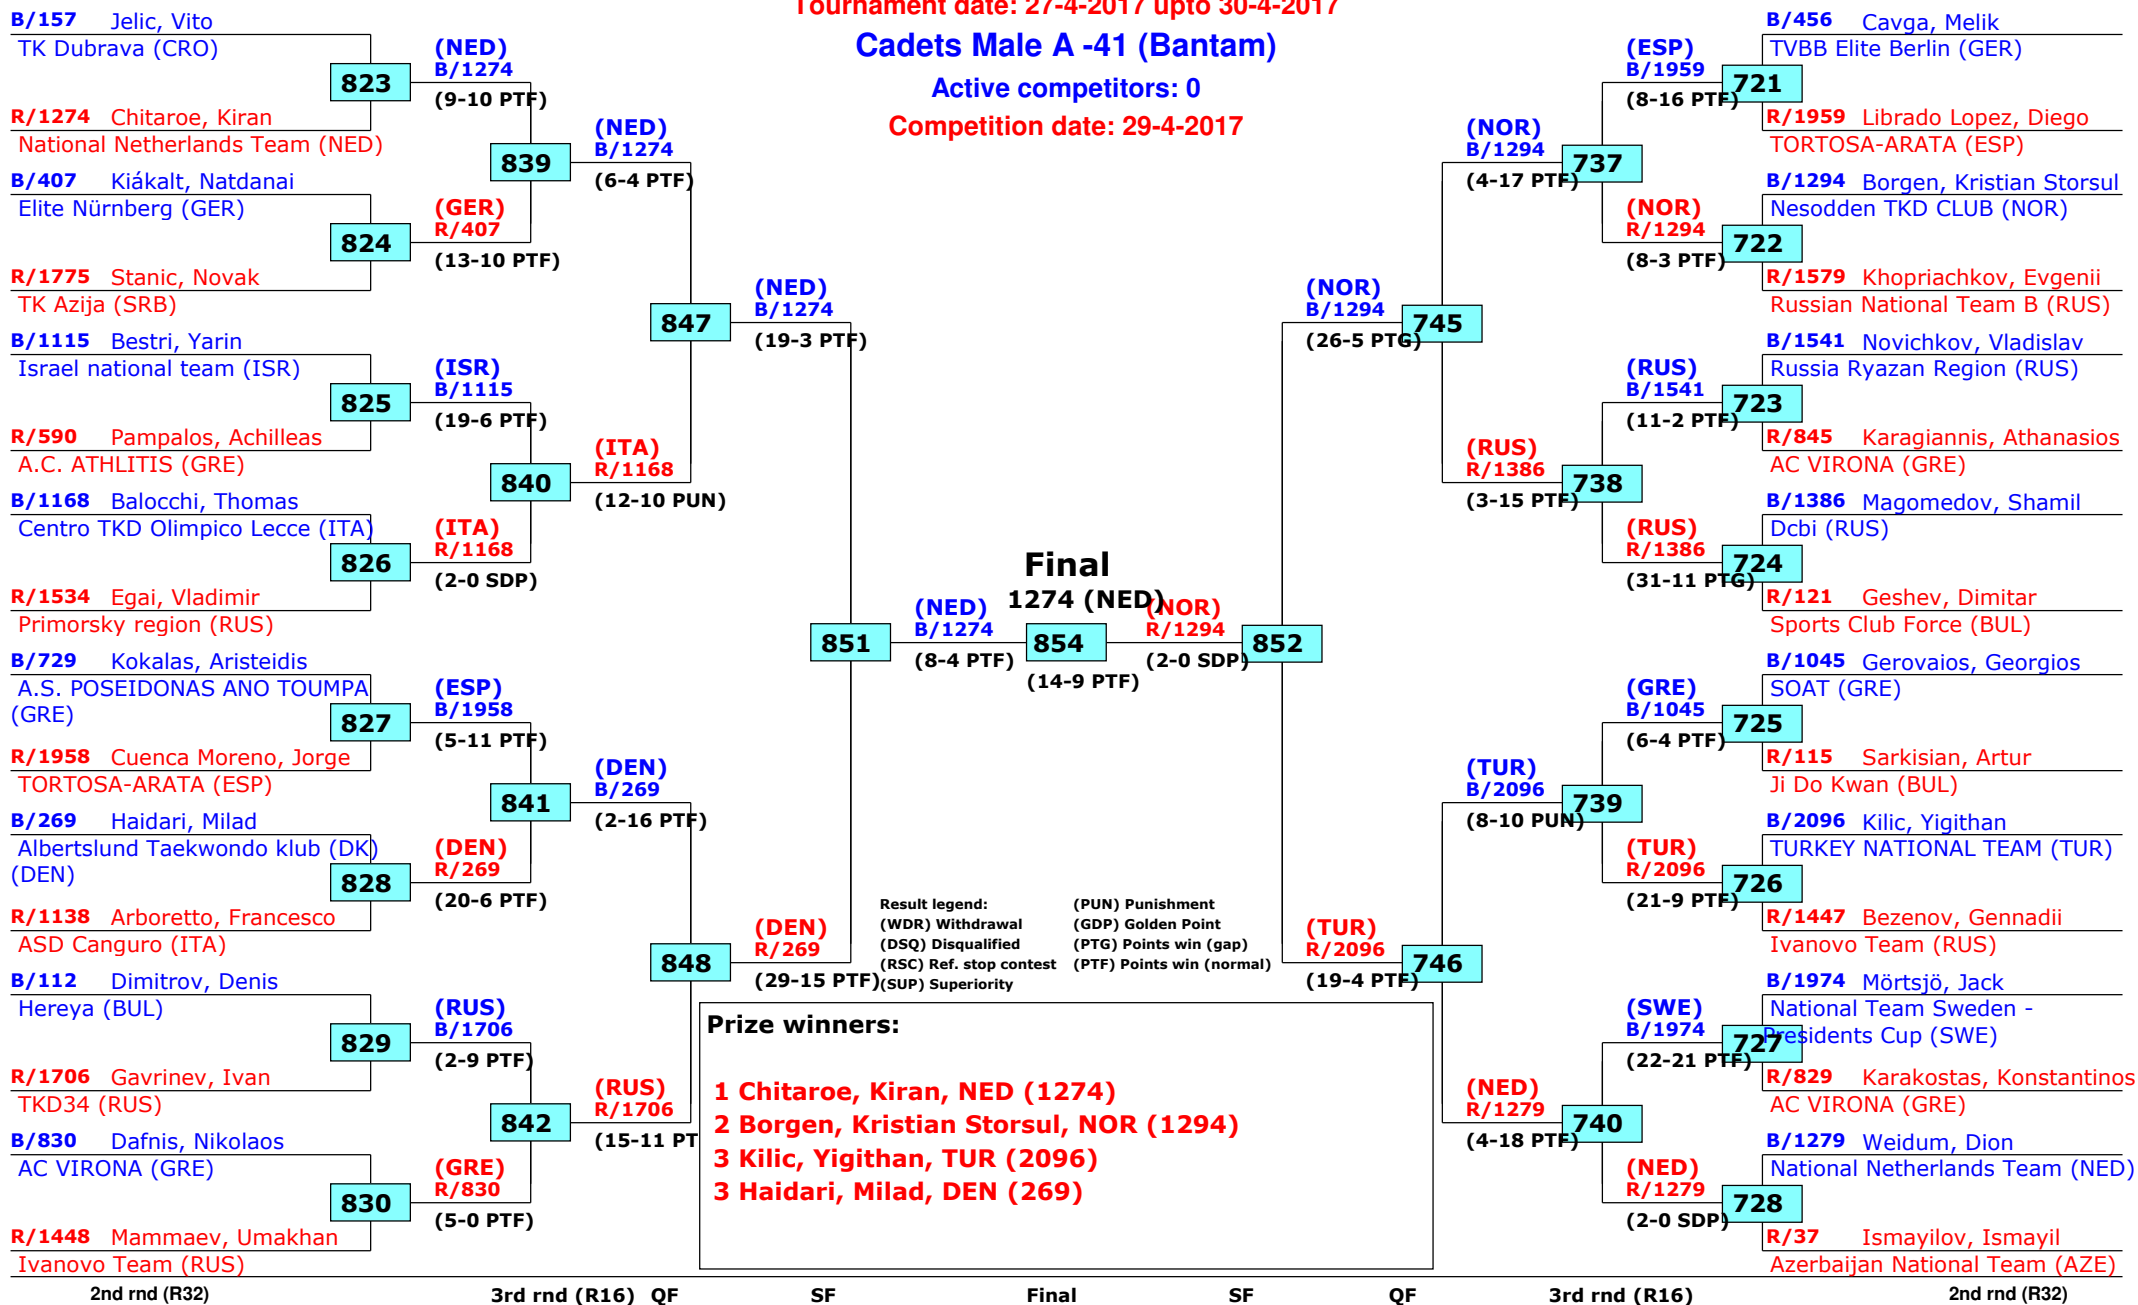 Tournament date: 27-4-2017 upto 30-4-2017
Cadets Male A -41 (Bantam)
Active competitors: 0
Competition date: 29-4-2017
B/157 Jelic, Vito
TK Dubrava (CRO)
823
R/1274 Chitaroe, Kiran
National Netherlands Team (NED)
B/407 Kiákalt, Natdanai
Elite Nürnberg (GER)
824
R/1775 Stanic, Novak
TK Azija (SRB)
B/1115 Bestri, Yarin
Israel national team (ISR)
825
R/590 Pampalos, Achilleas
A.C. ATHLITIS (GRE)
B/1168 Balocchi, Thomas
Centro TKD Olimpico Lecce (ITA)
826
R/1534 Egai, Vladimir
Primorsky region (RUS)
B/729 Kokalas, Aristeidis
A.S. POSEIDONAS ANO TOUMPA
(GRE)
827
R/1958 Cuenca Moreno, Jorge
TORTOSA-ARATA (ESP)
B/269 Haidari, Milad
Albertslund Taekwondo klub (DK)
(DEN)
828
R/1138 Arboretto, Francesco
ASD Canguro (ITA)
B/112 Dimitrov, Denis
Hereya (BUL)
829
R/1706 Gavrinev, Ivan
TKD34 (RUS)
B/830 Dafnis, Nikolaos
AC VIRONA (GRE)
830
R/1448 Mammaev, Umakhan
Ivanovo Team (RUS)
(NED)
B/1274
(9-10 PTF)
839
(GER)
R/407
(13-10 PTF)
(ISR)
B/1115
(19-6 PTF)
840
(ITA)
R/1168
(2-0 SDP)
(ESP)
B/1958
(5-11 PTF)
841
(DEN)
R/269
(20-6 PTF)
(RUS)
B/1706
(2-9 PTF)
842
(GRE)
R/830
(5-0 PTF)
(NED)
B/1274
(6-4 PTF)
847
(ITA)
R/1168
(12-10 PUN)
(DEN)
B/269
(2-16 PTF)
848
(RUS)
R/1706
(15-11 PT
(NED)
B/1274
(19-3 PTF)
851
(DEN)
R/269
(29-15 PTF)
(NED)
B/1274
(8-4 PTF)
Final
1274 (NED)
854
(14-9 PTF)
(NOR)
R/1294
(2-0 SDP)
852
(NOR)
B/1294
(26-5 PTG)
745
(TUR)
R/2096
(19-4 PTF)
746
(NOR)
B/1294
(4-17 PTF)
737
(RUS)
R/1386
(3-15 PTF)
738
(TUR)
B/2096
(8-10 PUN)
739
(NED)
R/1279
(4-18 PTF)
740
(ESP)
B/1959
(8-16 PTF)
721
(NOR)
R/1294
(8-3 PTF)
722
(RUS)
B/1541
(11-2 PTF)
723
(RUS)
R/1386
(31-11 PTG)
724
(GRE)
B/1045
(6-4 PTF)
725
(TUR)
R/2096
(21-9 PTF)
726
(SWE)
B/1974
(22-21 PTF)
727
(NED)
R/1279
(2-0 SDP)
728
B/456 Cavga, Melik
TVBB Elite Berlin (GER)
R/1959 Librado Lopez, Diego
TORTOSA-ARATA (ESP)
B/1294 Borgen, Kristian Storsul
Nesodden TKD CLUB (NOR)
R/1579 Khopriachkov, Evgenii
Russian National Team B (RUS)
B/1541 Novichkov, Vladislav
Russia Ryazan Region (RUS)
R/845 Karagiannis, Athanasios
AC VIRONA (GRE)
B/1386 Magomedov, Shamil
Dcbi (RUS)
R/121 Geshev, Dimitar
Sports Club Force (BUL)
B/1045 Gerovaios, Georgios
SOAT (GRE)
R/115 Sarkisian, Artur
Ji Do Kwan (BUL)
B/2096 Kilic, Yigithan
TURKEY NATIONAL TEAM (TUR)
R/1447 Bezenov, Gennadii
Ivanovo Team (RUS)
B/1974 Mörtsjö, Jack
National Team Sweden -
Presidents Cup (SWE)
R/829 Karakostas, Konstantinos
AC VIRONA (GRE)
B/1279 Weidum, Dion
National Netherlands Team (NED)
R/37 Ismayilov, Ismayil
Azerbaijan National Team (AZE)
Result legend:
(WDR) Withdrawal
(DSQ) Disqualified
(RSC) Ref. stop contest
(SUP) Superiority
(PUN) Punishment
(GDP) Golden Point
(PTG) Points win (gap)
(PTF) Points win (normal)
Prize winners:
1 Chitaroe, Kiran, NED (1274)
2 Borgen, Kristian Storsul, NOR (1294)
3 Kilic, Yigithan, TUR (2096)
3 Haidari, Milad, DEN (269)
2nd rnd (R32) 3rd rnd (R16) QF SF Final SF QF 3rd rnd (R16) 2nd rnd (R32)